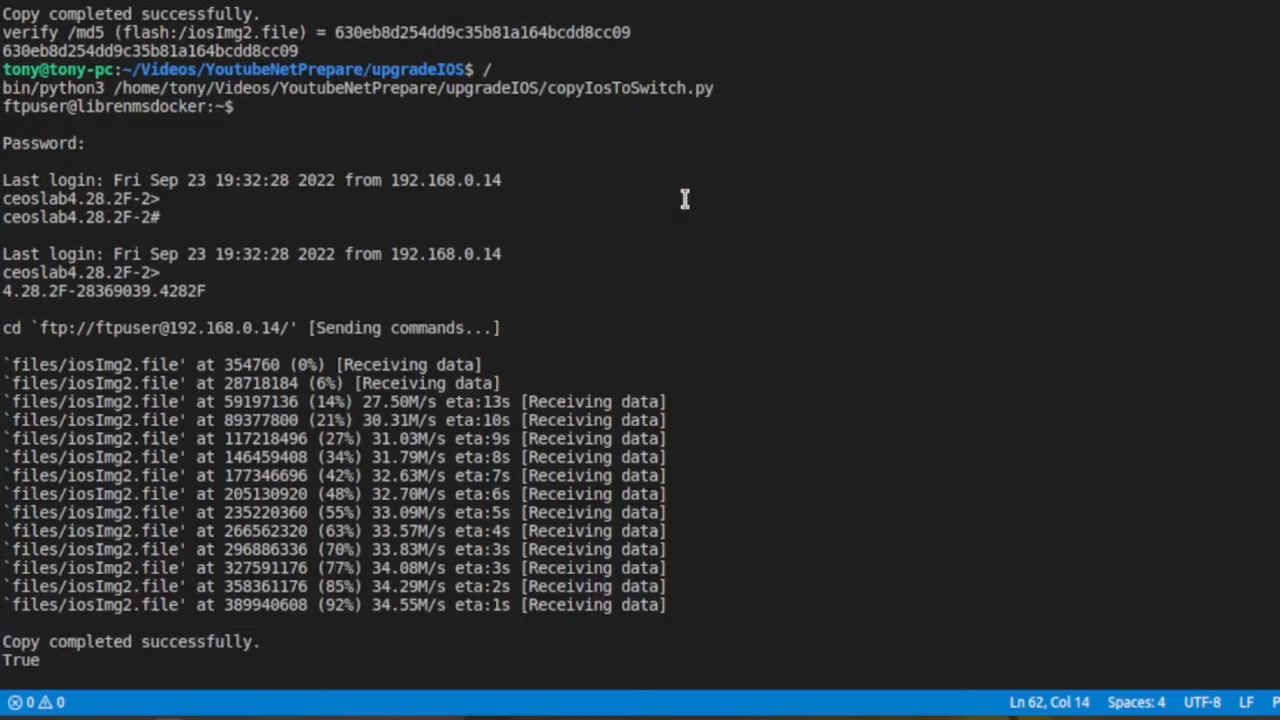 Copy completed successfully.
verify /md5 (flash:/iosImg2.file) = 630eb8d254dd9c35b81a164bcdd8cc09
630eb8d254dd9c35b81a164bcdd8cc09
tony@tony-pc:~/Videos/YoutubeNetPrepare/upgradeIOS$ /
bin/python3 /home/tony/Videos/YoutubeNetPrepare/upgradeIOS/copyIosToSwitch.py
ftpuser@librenmsdocker:~$
Password:
Last login: Fri Sep 23 19:32:28 2022 from 192.168.0.14
ceoslab4.28.2F-2>
ceoslab4.28.2F-2#
Last login: Fri Sep 23 19:32:28 2022 from 192.168.0.14
ceoslab4.28.2F-2>
4.28.2F-28369039.4282F
cd `ftp://ftpuser@192.168.0.14/' [Sending commands...]
`files/iosImg2.file' at 354760 (0%) [Receiving data]
`files/iosImg2.file' at 28718184 (6%) [Receiving data]
`files/iosImg2.file' at 59197136 (14%) 27.50M/s eta:13s [Receiving data]
`files/iosImg2.file' at 89377800 (21%) 30.31M/s eta:10s [Receiving data]
`files/iosImg2.file' at 117218496 (27%) 31.03M/s eta:9s [Receiving data]
`files/iosImg2.file' at 146459408 (34%) 31.79M/s eta:8s [Receiving data]
`files/iosImg2.file' at 177346696 (42%) 32.63M/s eta:7s [Receiving data]
`files/iosImg2.file' at 205130920 (48%) 32.70M/s eta:6s [Receiving data]
`files/iosImg2.file' at 235220360 (55%) 33.09M/s eta:5s [Receiving data]
`files/iosImg2.file' at 266562320 (63%) 33.57M/s eta:4s [Receiving data]
`files/iosImg2.file' at 296886336 (70%) 33.83M/s eta:3s [Receiving data]
`files/iosImg2.file' at 327591176 (77%) 34.08M/s eta:3s [Receiving data]
`files/iosImg2.file' at 358361176 (85%) 34.29M/s eta:2s [Receiving data]
`files/iosImg2.file' at 389940608 (92%) 34.55M/s eta:1s [Receiving data]
Copy completed successfully.
True
0 0 Ln 62, Col 14 Spaces: 4 UTF-8 LF